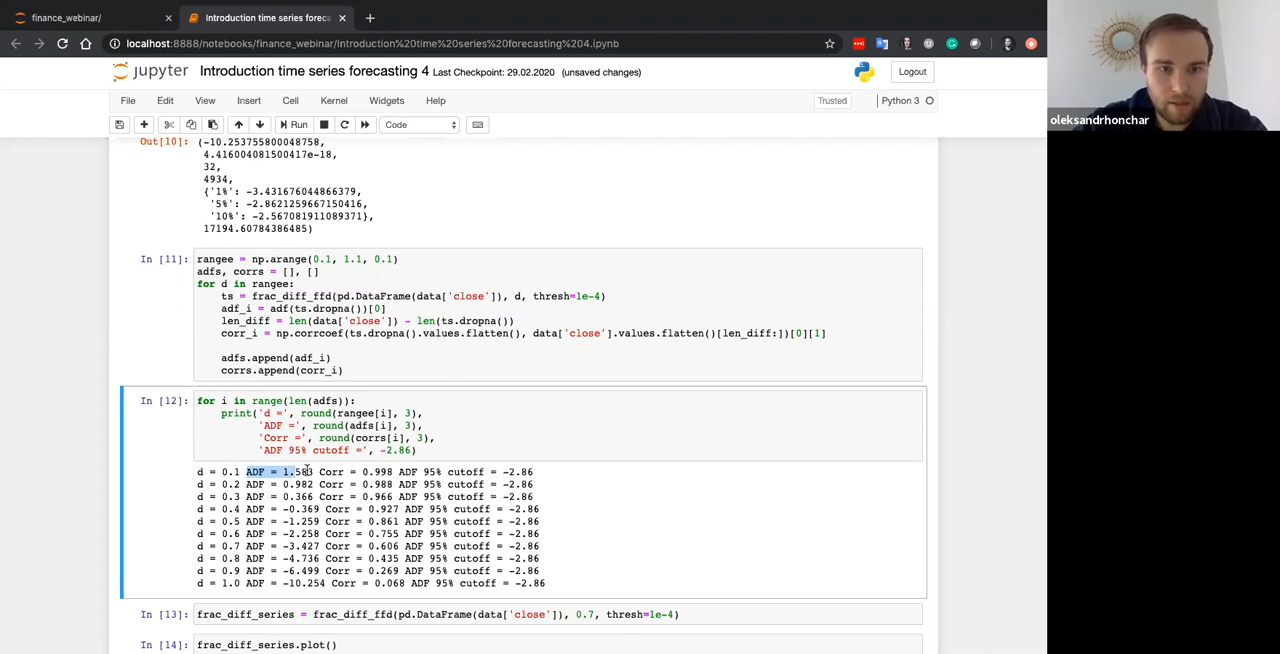 finance_webinar/
Introduction time series foreca
localhost:8888/notebooks/finance_webinar/Introduction%20time%20series%20forecasting%204.ipynb
jupyter Introduction time series forecasting 4 Last Checkpoint: 29.02.2020 (unsaved changes)
Logout
File Edit View Insert Cell Kernel Widgets Help
Trusted
Python 3
Run
Code
oleksandrhonchar
Out[10]: (-10.253755800048758,
4.416004081500417e-18,
32,
4934,
{'1%': -3.431676044866379,
'5%': -2.8621259667150416,
'10%': -2.567081911089371},
17194.60784386485)
In [11]: rangee = np.arange(0.1, 1.1, 0.1)
adfs, corrs = [], []
for d in rangee:
ts = frac_diff_ffd(pd.DataFrame(data['close']), d, thresh=1e-4)
adf_i = adf(ts.dropna())[0]
len_diff = len(data['close']) - len(ts.dropna())
corr_i = np.corrcoef(ts.dropna().values.flatten(), data['close'].values.flatten()[len_diff:])[0][1]
adfs.append(adf_i)
corrs.append(corr_i)
In [12]: for i in range(len(adfs)):
print('d =', round(rangee[i], 3),
'ADF =', round(adfs[i], 3),
'Corr =', round(corrs[i], 3),
'ADF 95% cutoff =', -2.86)
d = 0.1 ADF = 1.583 Corr = 0.998 ADF 95% cutoff = -2.86
d = 0.2 ADF = 0.982 Corr = 0.988 ADF 95% cutoff = -2.86
d = 0.3 ADF = 0.366 Corr = 0.966 ADF 95% cutoff = -2.86
d = 0.4 ADF = -0.369 Corr = 0.927 ADF 95% cutoff = -2.86
d = 0.5 ADF = -1.259 Corr = 0.861 ADF 95% cutoff = -2.86
d = 0.6 ADF = -2.258 Corr = 0.755 ADF 95% cutoff = -2.86
d = 0.7 ADF = -3.427 Corr = 0.606 ADF 95% cutoff = -2.86
d = 0.8 ADF = -4.736 Corr = 0.435 ADF 95% cutoff = -2.86
d = 0.9 ADF = -6.499 Corr = 0.269 ADF 95% cutoff = -2.86
d = 1.0 ADF = -10.254 Corr = 0.068 ADF 95% cutoff = -2.86
In [13]: frac_diff_series = frac_diff_ffd(pd.DataFrame(data['close']), 0.7, thresh=1e-4)
In [14]: frac_diff_series.plot()